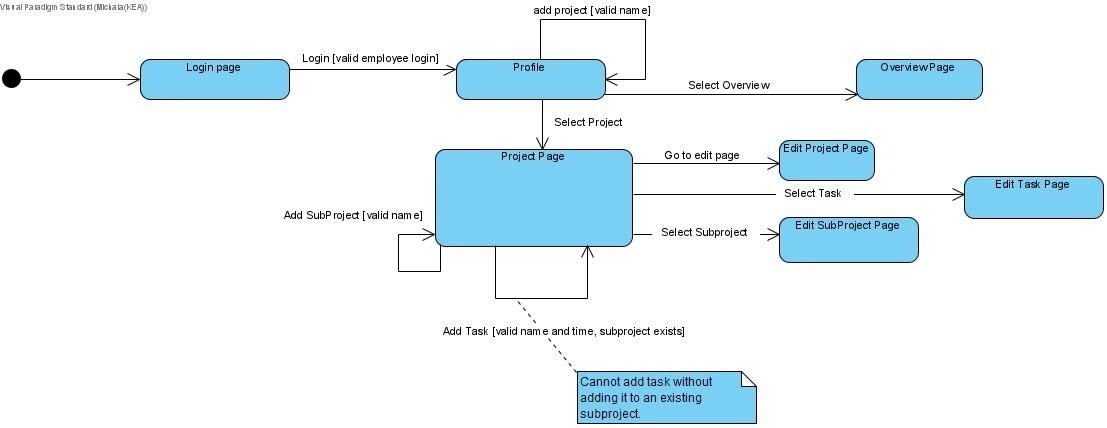 Visual Paradigm Standard (Michala(KEA))
add project [valid name]
Login page
Login [valid employee login]
Profile
Overview Page
Select Overview
Select Project
Project Page
Go to edit page
Edit Project Page
Select Task
Edit Task Page
Add SubProject [valid name]
Select Subproject
Edit SubProject Page
Add Task [valid name and time, subproject exists]
Cannot add task without
adding it to an existing
subproject.